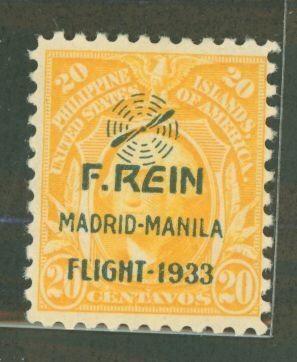 20 20
PHILIPPINE ISLANDS
UNITED STATES OF AMERICA
F.REIN
MADRID-MANILA
FLIGHT-1933
20 CENTAVOS 20